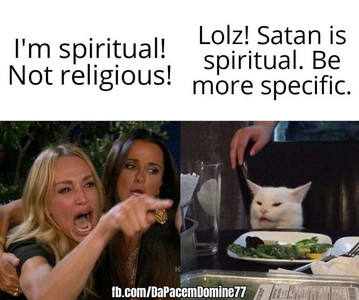 I'm spiritual!
Not religious!
Lolz! Satan is
spiritual. Be
more specific.
fb.com/DaPacemDomine77